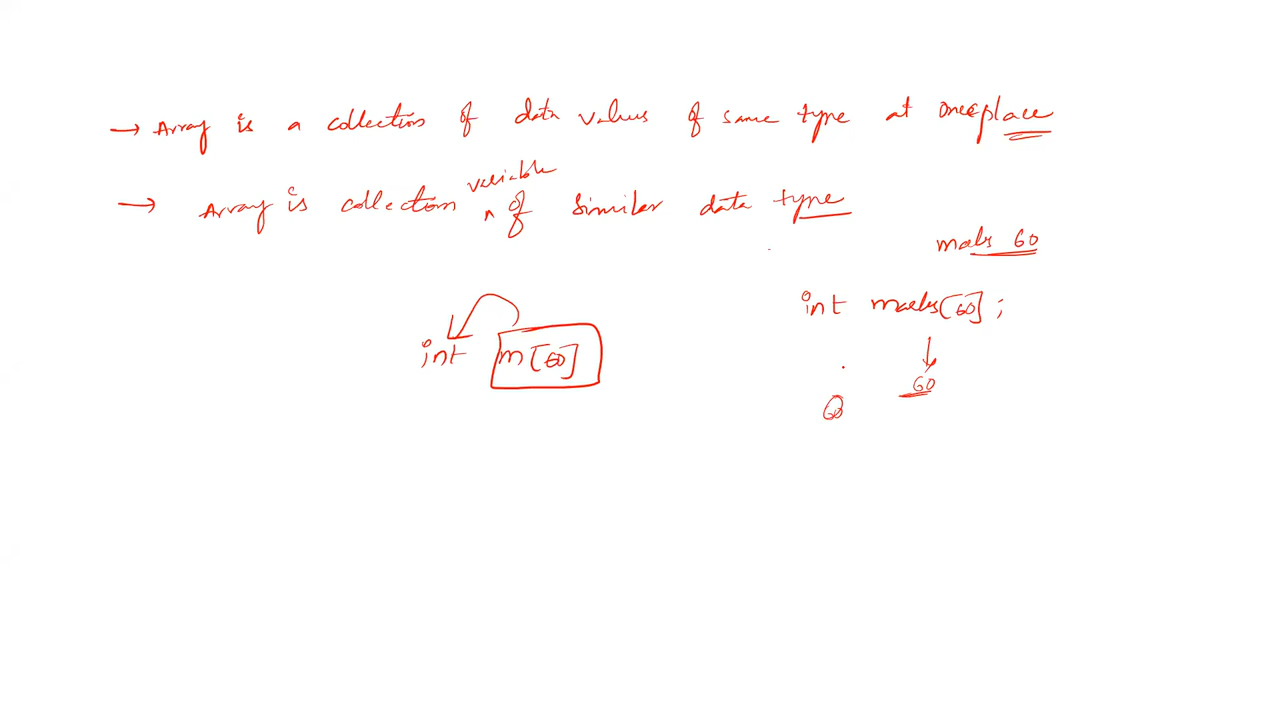 → Array is a collection of data values of same type at one place
→ Array is collection variable of similar data type
marks 60
int marks[60];
int m[60]
60
60